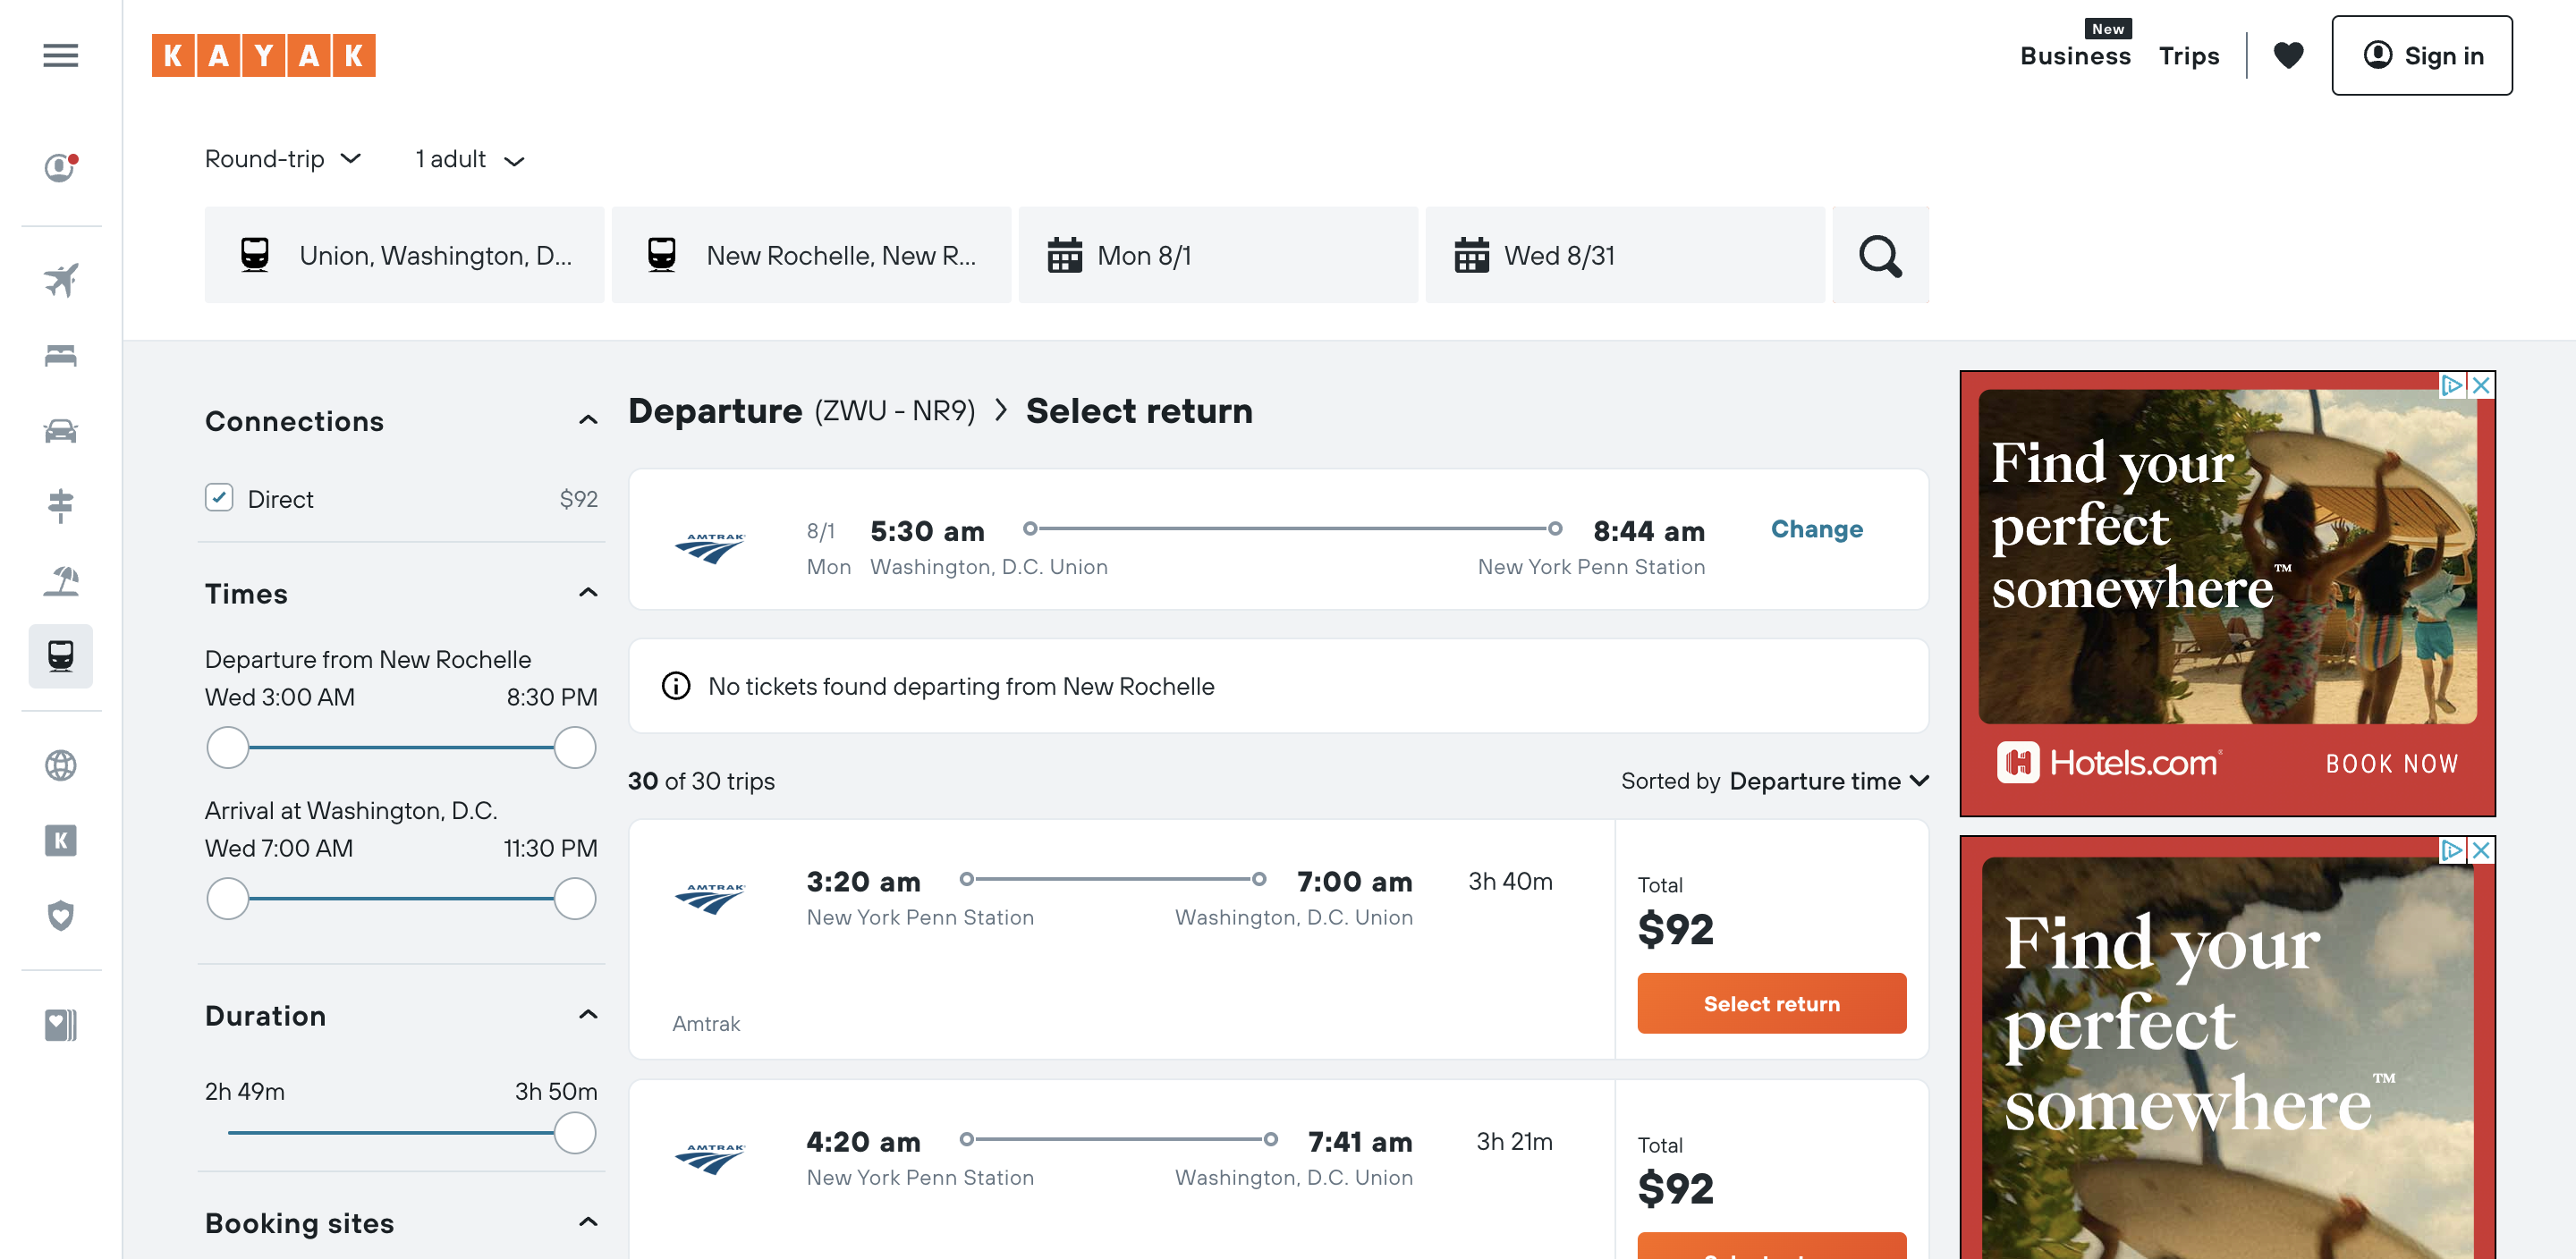 KAYAK
New
Business
Trips
Sign in
Round-trip
1 adult
Union, Washington, D...
New Rochelle, New R...
Mon 8/1
Wed 8/31
Connections
Direct
$92
Times
Departure from New Rochelle
Wed 3:00 AM
8:30 PM
Arrival at Washington, D.C.
Wed 7:00 AM
11:30 PM
Duration
2h 49m
3h 50m
Booking sites
Departure (ZWU - NR9) > Select return
AMTRAK
8/1
Mon
5:30 am
Washington, D.C. Union
8:44 am
New York Penn Station
Change
No tickets found departing from New Rochelle
30 of 30 trips
Sorted by Departure time
AMTRAK
3:20 am
New York Penn Station
7:00 am
Washington, D.C. Union
3h 40m
Amtrak
Total
$92
Select return
AMTRAK
4:20 am
New York Penn Station
7:41 am
Washington, D.C. Union
3h 21m
Total
$92
Find your
perfect
somewhere™
Hotels.com
BOOK NOW
Find your
perfect
somewhere™
K